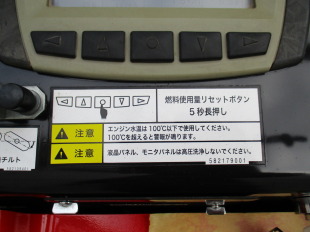 燃料使用量リセットボタン
5秒長押し
注意
エンジン水温は100℃以下で使用してください。
100℃を超えると警報が鳴ります。
注意
液晶パネル、モニタパネルは高圧洗浄しないでください。
582179001
チルト